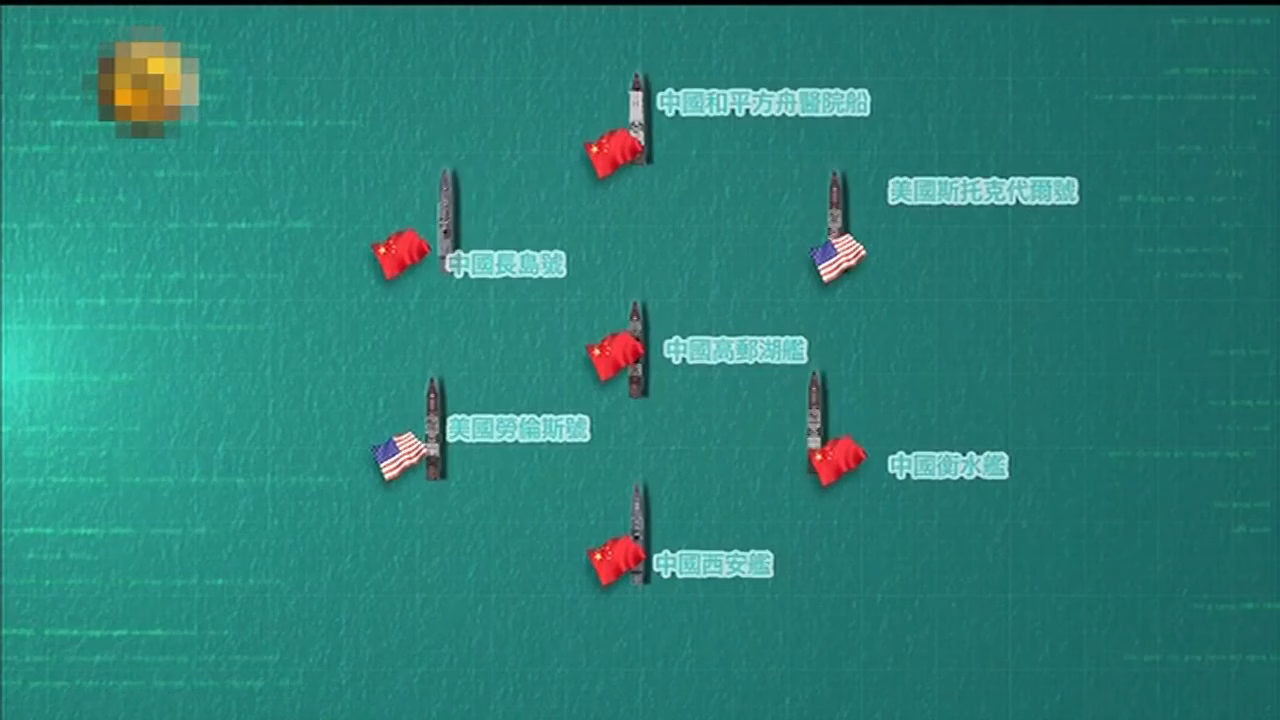 中國和平方舟醫院船
美國斯托克代爾號
中國長島號
中國高郵湖艦
美國勞倫斯號
中國衡水艦
中國西安艦